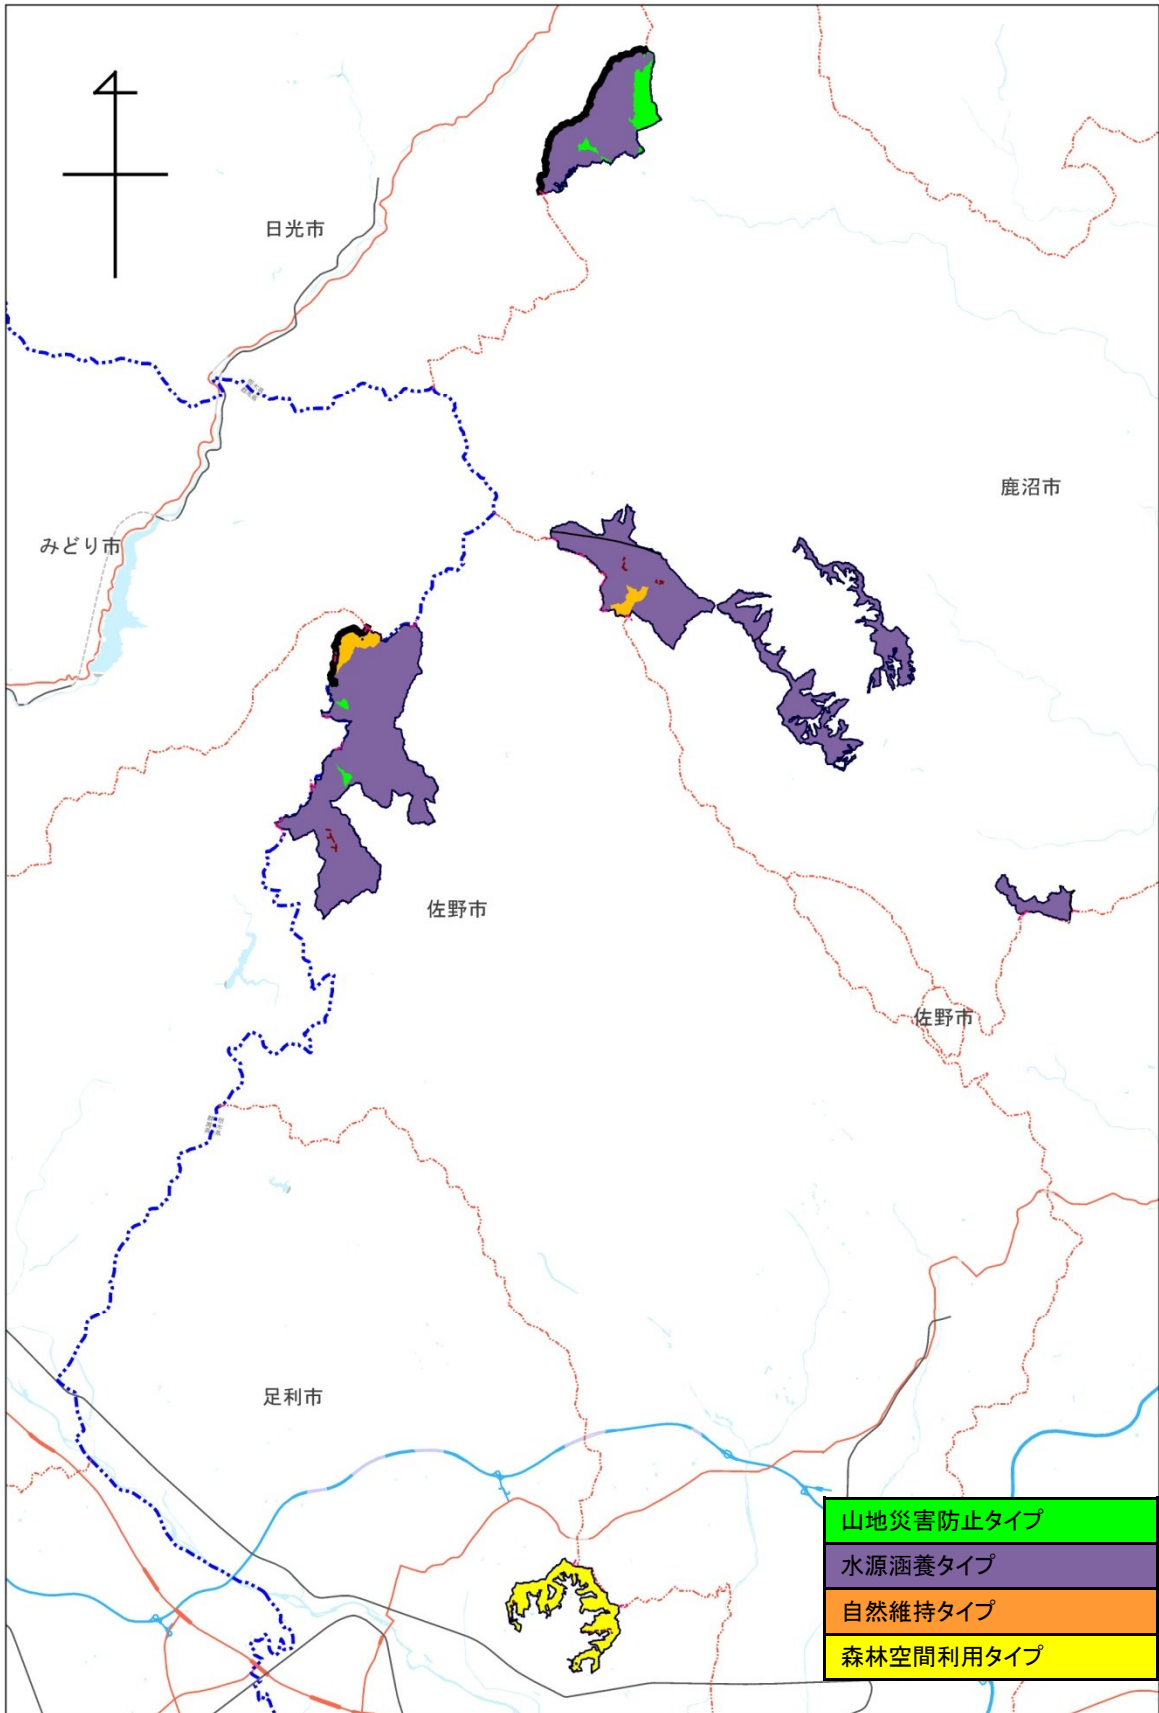 日光市
鹿沼市
みどり市
佐野市
佐野市
足利市
山地災害防止タイプ
水源涵養タイプ
自然維持タイプ
森林空間利用タイプ